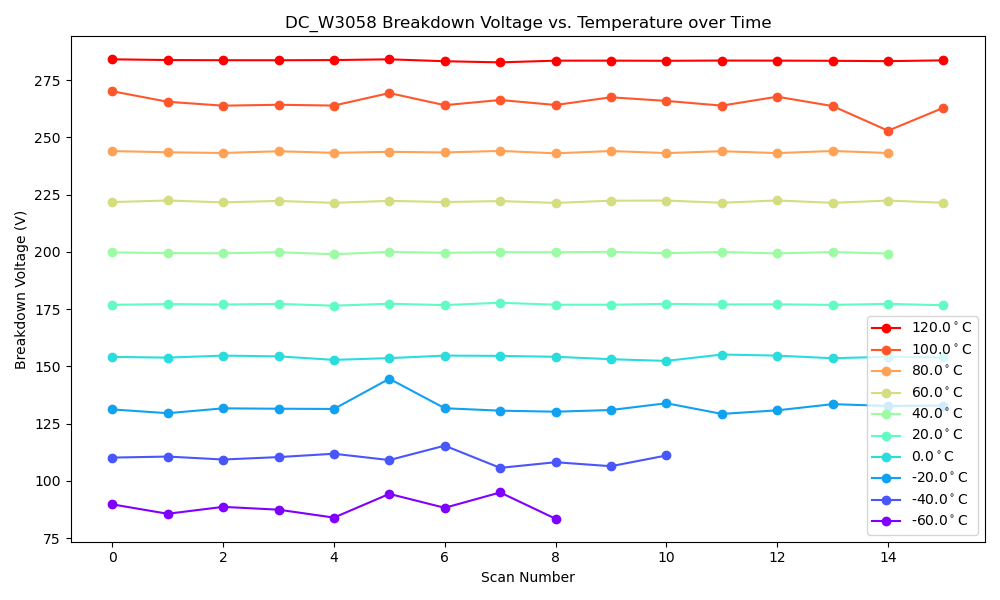 DC_W3058 Breakdown Voltage vs. Temperature over Time
Breakdown Voltage (V)
275
250
225
200
175
150
125
100
75
0
2
4
6
8
10
12
14
Scan Number
120.0°C
100.0°C
80.0°C
60.0°C
40.0°C
20.0°C
0.0°C
-20.0°C
-40.0°C
-60.0°C